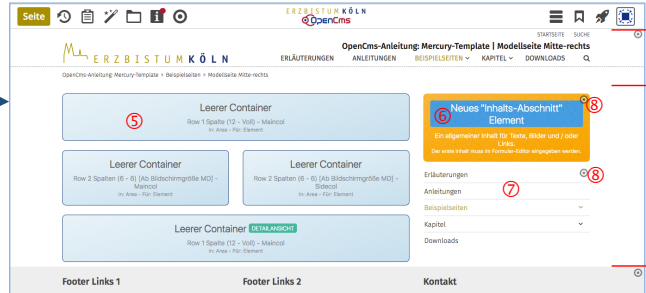 Seite
ERZBISTUM KÖLN
OpenCms
STARTSEITE SUCHE
OpenCms-Anleitung: Mercury-Template | Modellseite Mitte-rechts
ERZBISTUM KÖLN
ERLÄUTERUNGEN ANLEITUNGEN BEISPIELSEITEN KAPITEL DOWNLOADS
OpenCms-Anleitung: Mercury-Template » Beispielseiten » Modellseite Mitte-rechts
Leerer Container
Row 1 Spalte (12 - Voll) - Maincol
In: Area - Für: Element
5
Neues "Inhalts-Abschnitt"
Element
6
8
Ein allgemeiner Inhalt für Texte, Bilder und / oder
Links.
Der erste Inhalt muss im Formular-Editor eingegeben werden.
Leerer Container
Row 2 Spalten (6 - 6) [Ab Bildschirmgröße MD] -
Maincol
In: Area - Für: Element
Leerer Container
Row 2 Spalten (6 - 6) [Ab Bildschirmgröße MD] -
Sidecol
In: Area - Für: Element
Erläuterungen
8
Anleitungen
7
Beispielseiten
Kapitel
Downloads
Leerer Container DETAILANSICHT
Row 1 Spalte (12 - Voll) - Maincol
In: Area - Für: Element
Footer Links 1
Footer Links 2
Kontakt